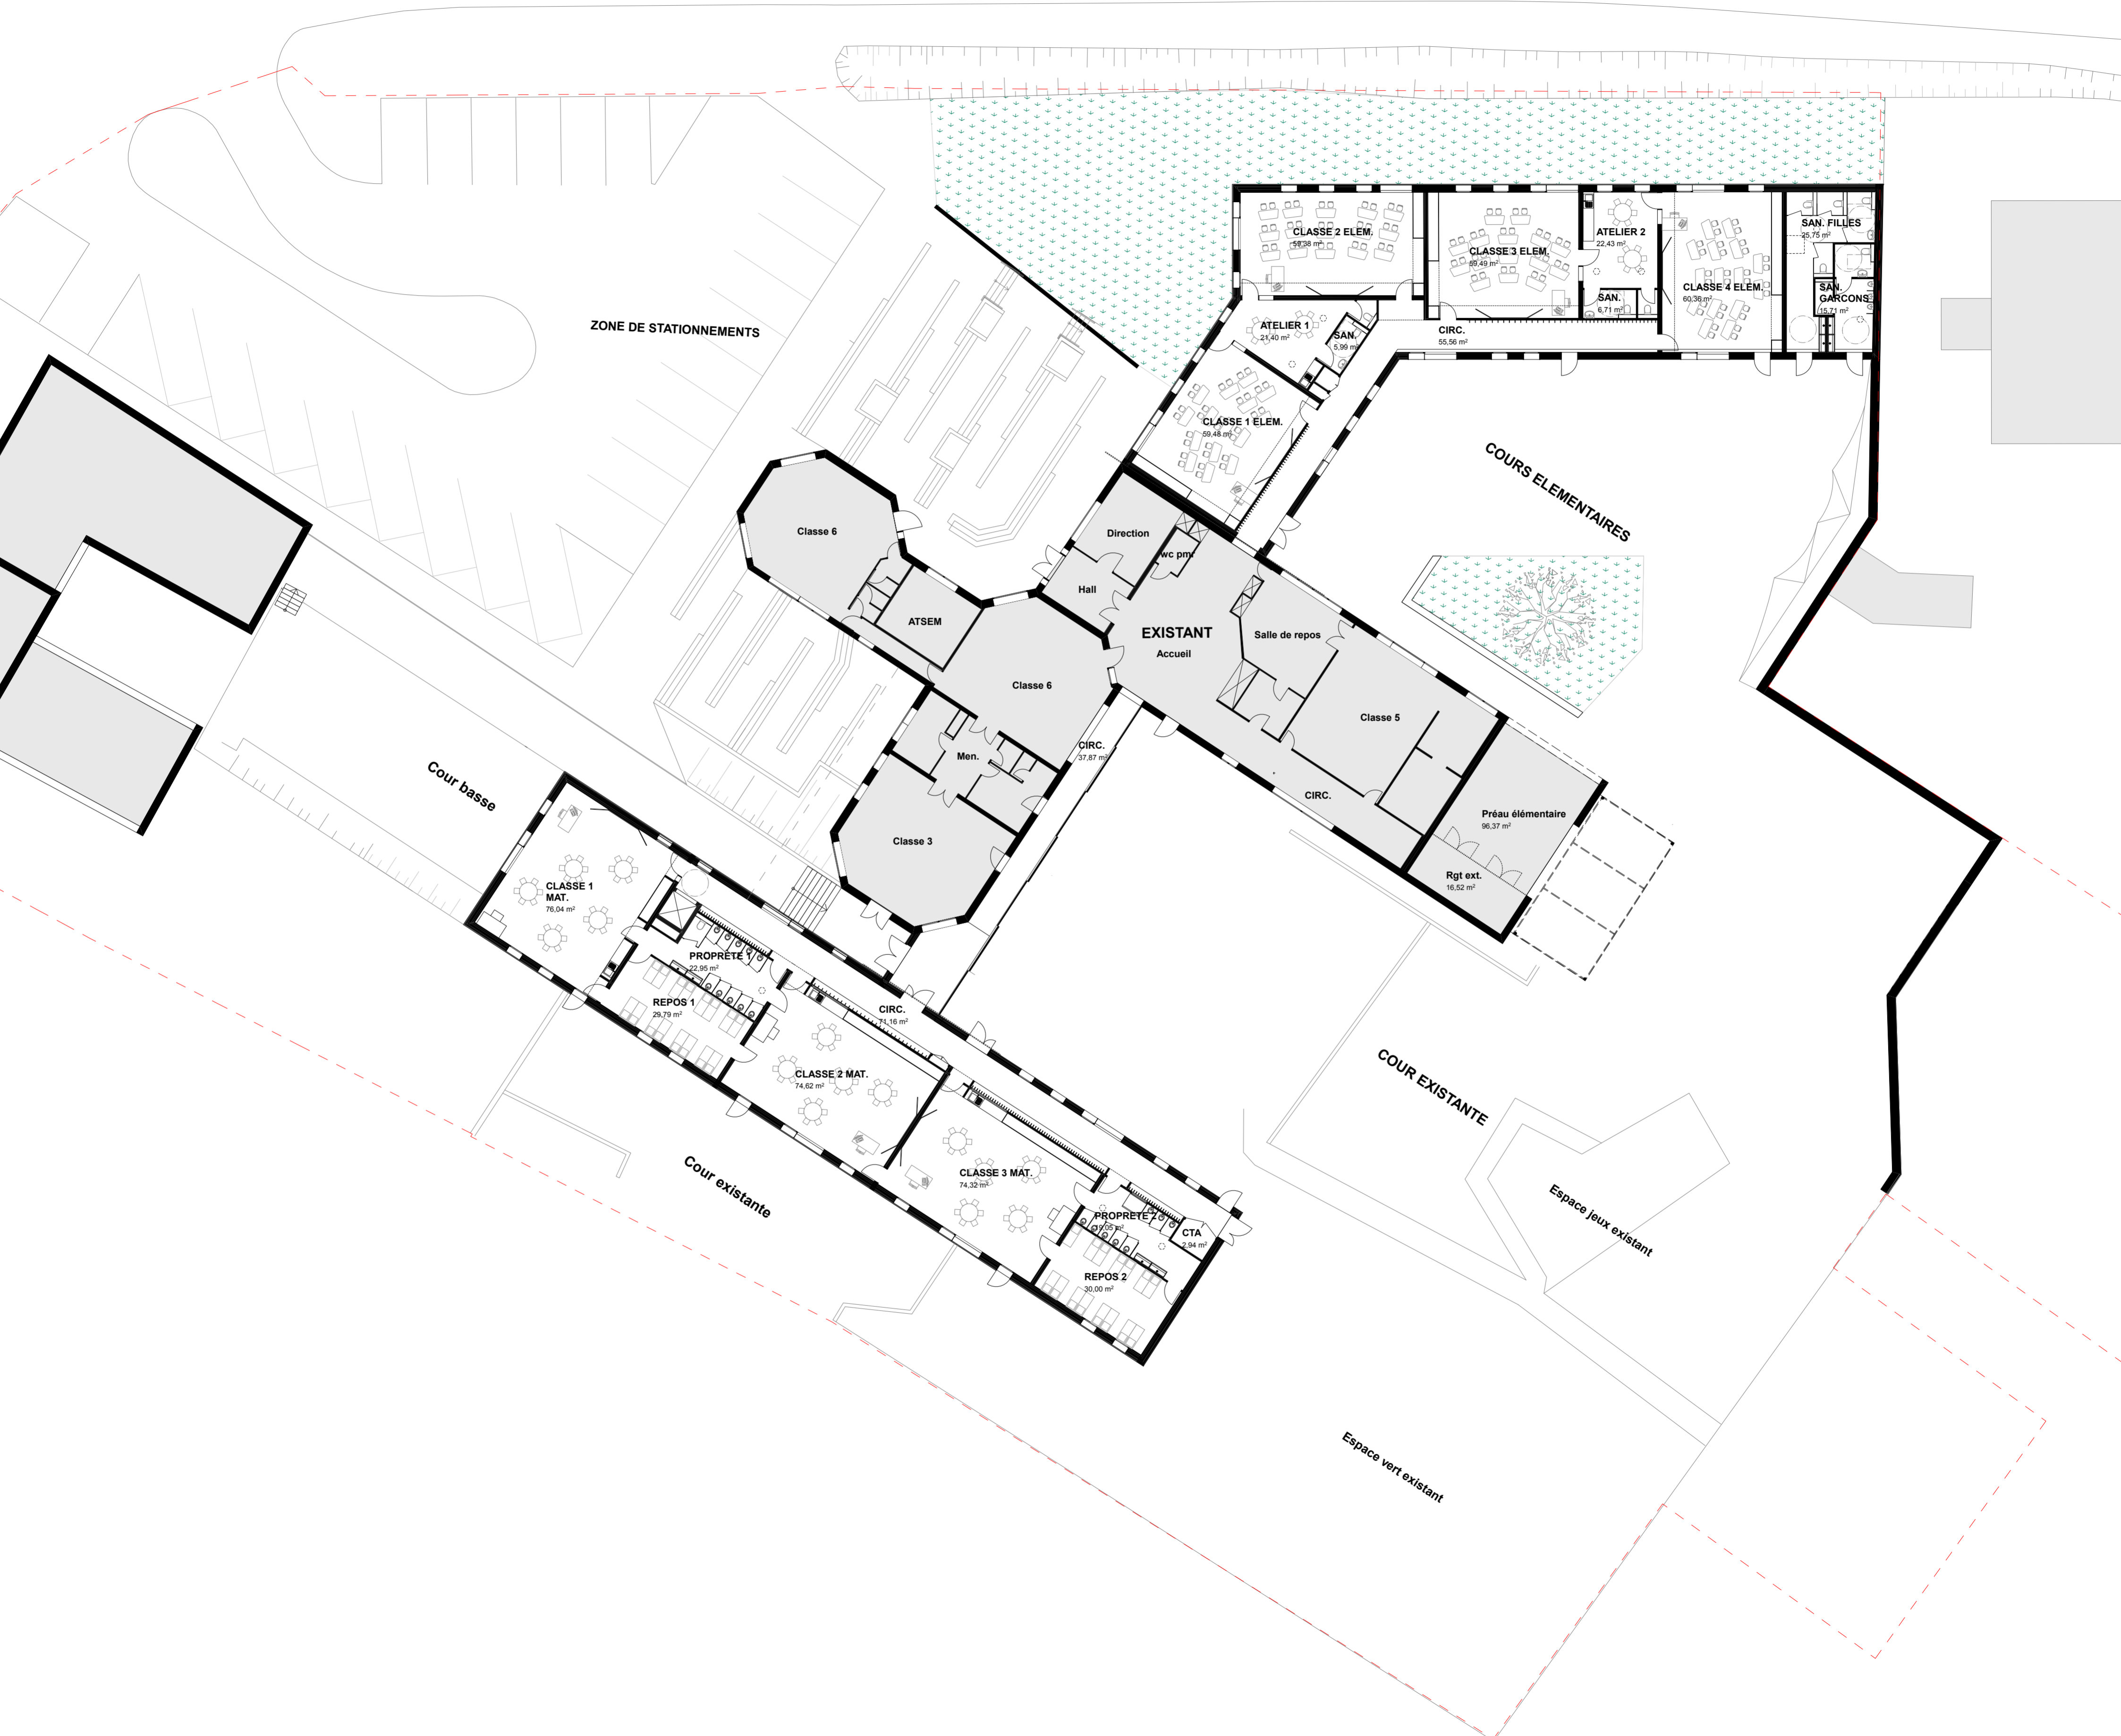 SAN. FILLES
25,75 m²
CLASSE 2 ELEM.
59,38 m²
ATELIER 2
22,43 m²
CLASSE 3 ELEM.
59,49 m²
CLASSE 4 ELEM.
60,36 m²
SAN.
GARCONS
15,71 m²
SAN.
6,71 m²
ZONE DE STATIONNEMENTS
ATELIER 1
21,40 m²
SAN.
5,99 m²
CIRC.
55,56 m²
CLASSE 1 ELEM.
59,48 m²
COURS ELEMENTAIRES
Classe 6
Direction
wc pmr
Hall
ATSEM
EXISTANT
Accueil
Salle de repos
Classe 6
Classe 5
CIRC.
37,87 m²
Men.
Cour basse
CIRC.
Préau élémentaire
96,37 m²
Classe 3
Rgt ext.
16,52 m²
CLASSE 1
MAT.
76,04 m²
PROPRETE 1
22,95 m²
REPOS 1
29,79 m²
CIRC.
71,16 m²
CLASSE 2 MAT.
74,62 m²
COUR EXISTANTE
Cour existante
CLASSE 3 MAT.
74,32 m²
PROPRETE 2
19,05 m²
CTA
2,94 m²
Espace jeux existant
REPOS 2
30,00 m²
Espace vert existant